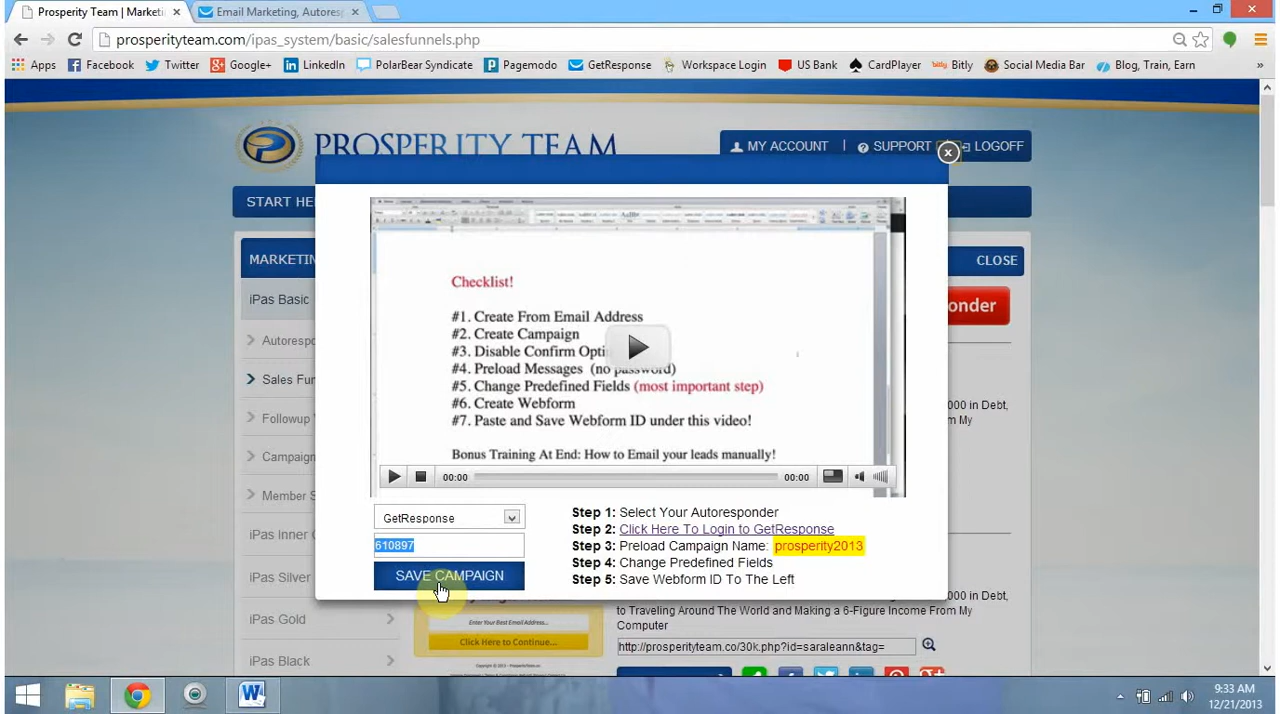 Prosperity Team | Marketi
Email Marketing, Autoresp
prosperityteam.com/ipas_system/basic/salesfunnels.php
Apps Facebook Twitter Google+ LinkedIn PolarBear Syndicate Pagemodo GetResponse Workspace Login US Bank CardPlayer bitly Bitly Social Media Bar Blog, Train, Earn »
PROSPERITY TEAM
MY ACCOUNT | SUPPORT LOGOFF
START HE
MARKETIN
CLOSE
iPas Basic
ponder
Autorespo
Sales Fun
Followup
Campaign
Member S
iPas Inner C
iPas Silver
iPas Gold
iPas Black
Checklist!
#1. Create From Email Address
#2. Create Campaign
#3. Disable Confirm Opti
#4. Preload Messages (no password)
#5. Change Predefined Fields (most important step)
#6. Create Webform
#7. Paste and Save Webform ID under this video!
Bonus Training At End: How to Email your leads manually!
00:00 00:00
000 in Debt,
m My
GetResponse
610897
SAVE CAMPAIGN
Step 1: Select Your Autoresponder
Step 2: Click Here To Login to GetResponse
Step 3: Preload Campaign Name: prosperity2013
Step 4: Change Predefined Fields
Step 5: Save Webform ID To The Left
000 in Debt,
m My
Enter Your Best Email Address...
Click Here to Continue...
to Traveling Around The World and Making a 6-Figure Income From My
Computer
http://prosperityteam.co/30k.php?id=saraleann&tag=
9:33 AM
12/21/2013